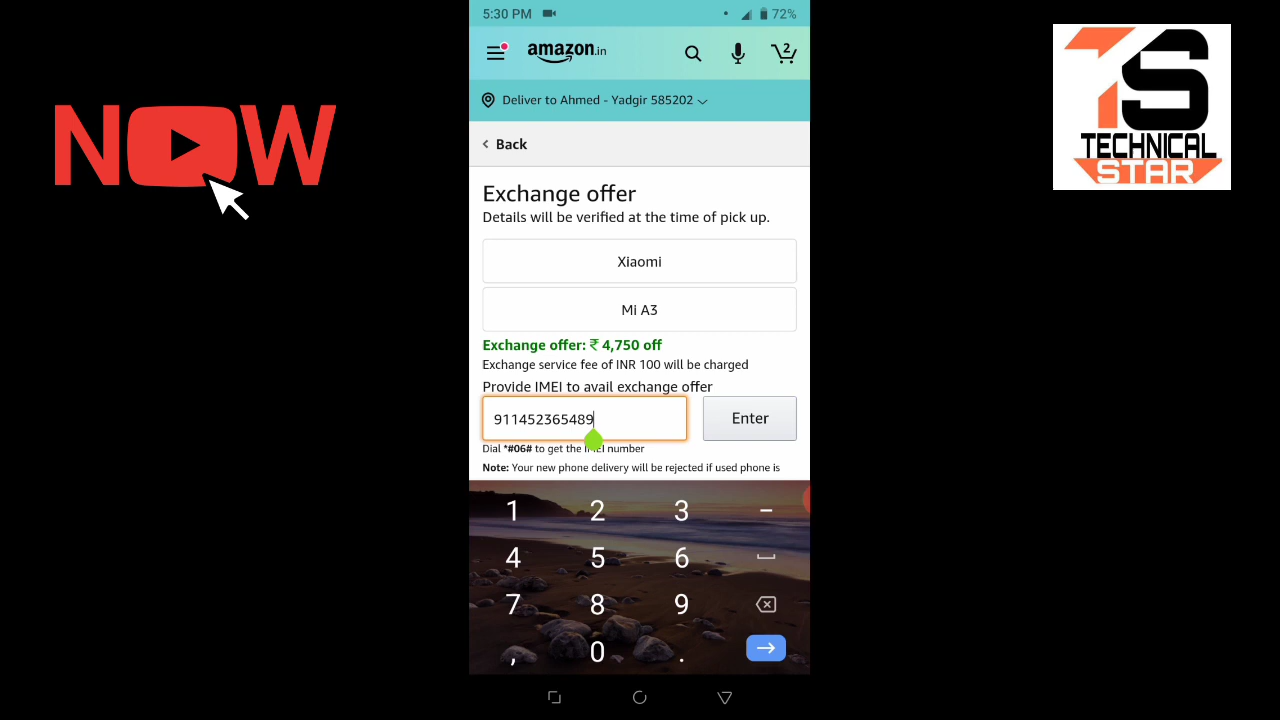 5:30 PM
72%
amazon.in
2
Deliver to Ahmed - Yadgir 585202
NOW
TS
TECHNICAL
STAR
Back
Exchange offer
Details will be verified at the time of pick up.
Xiaomi
Mi A3
Exchange offer: ₹ 4,750 off
Exchange service fee of INR 100 will be charged
Provide IMEI to avail exchange offer
911452365489
Enter
Dial *#06# to get the IMEI number
Note: Your new phone delivery will be rejected if used phone is
1 2 3 -
4 5 6
7 8 9
, 0 .